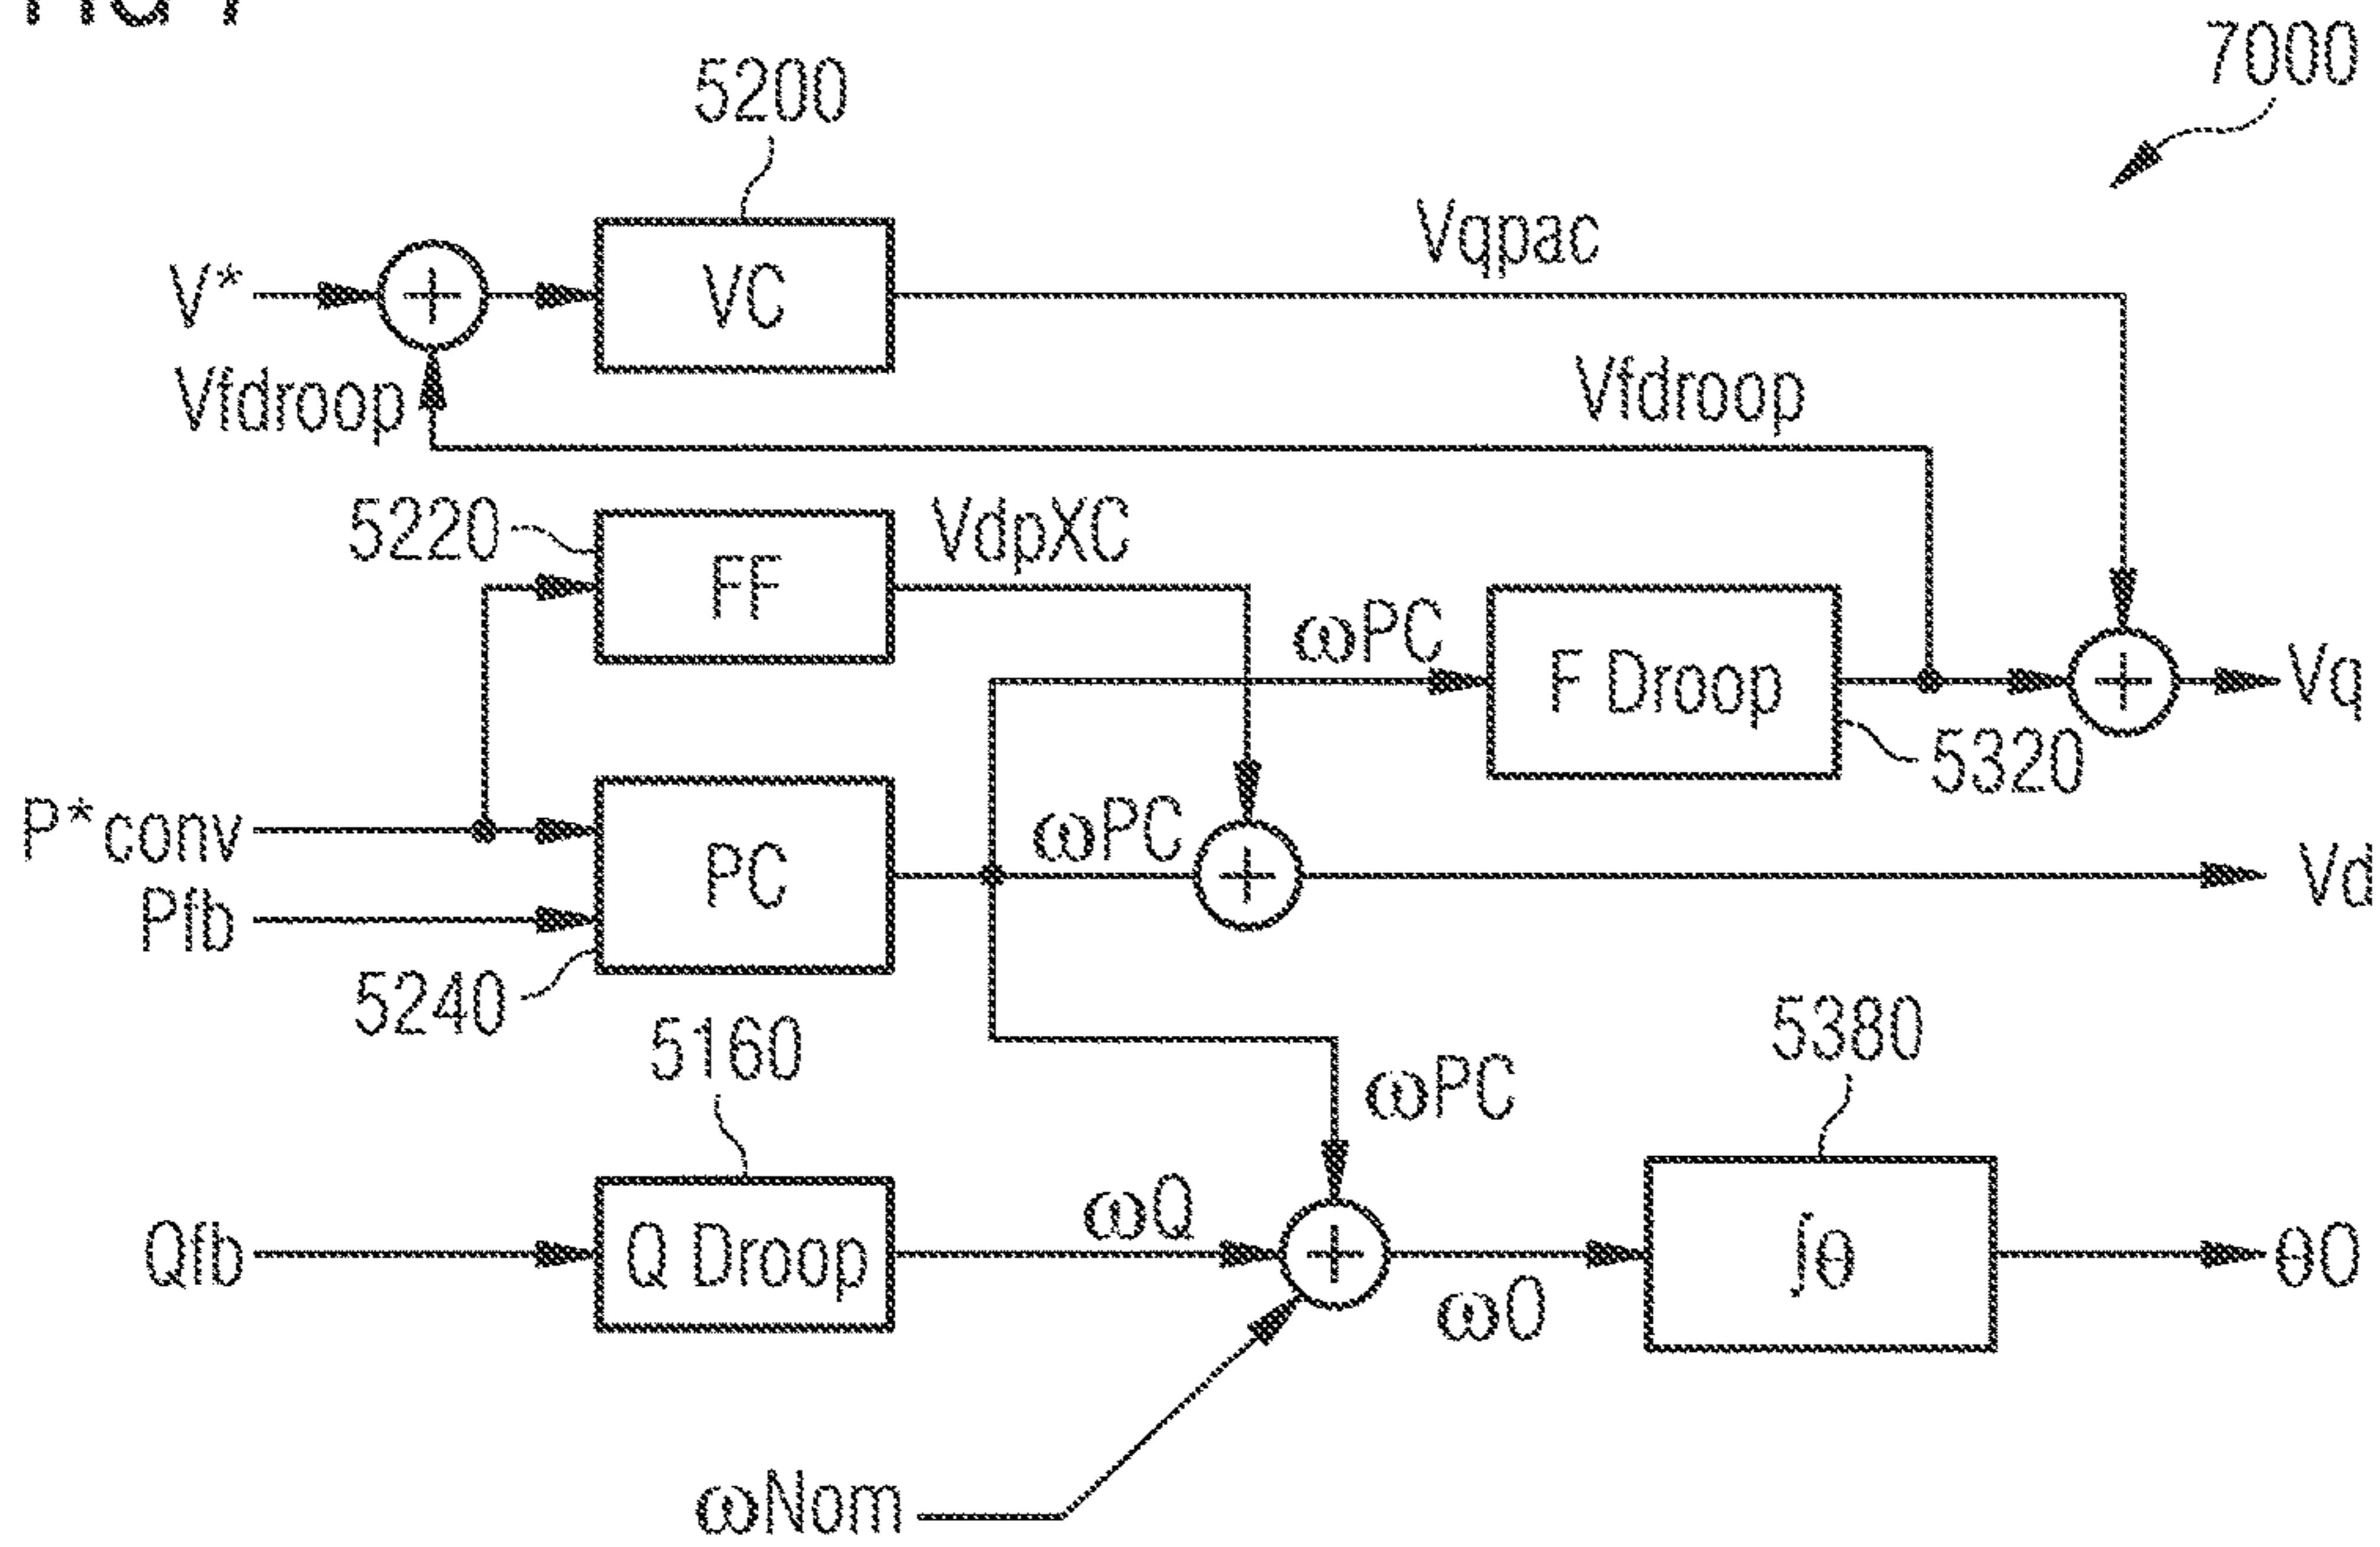 7000
5200
Vqpac
V*
VC
Vfdroop
Vfdroop
5220
VdpXC
FF
ωPC
F Droop
Vq
5320
P*conv
ωPC
PC
Vd
Pfb
5240
5160
5380
ωPC
ωQ
Qfb
Q Droop
∫θ
θ0
ω0
ωNom